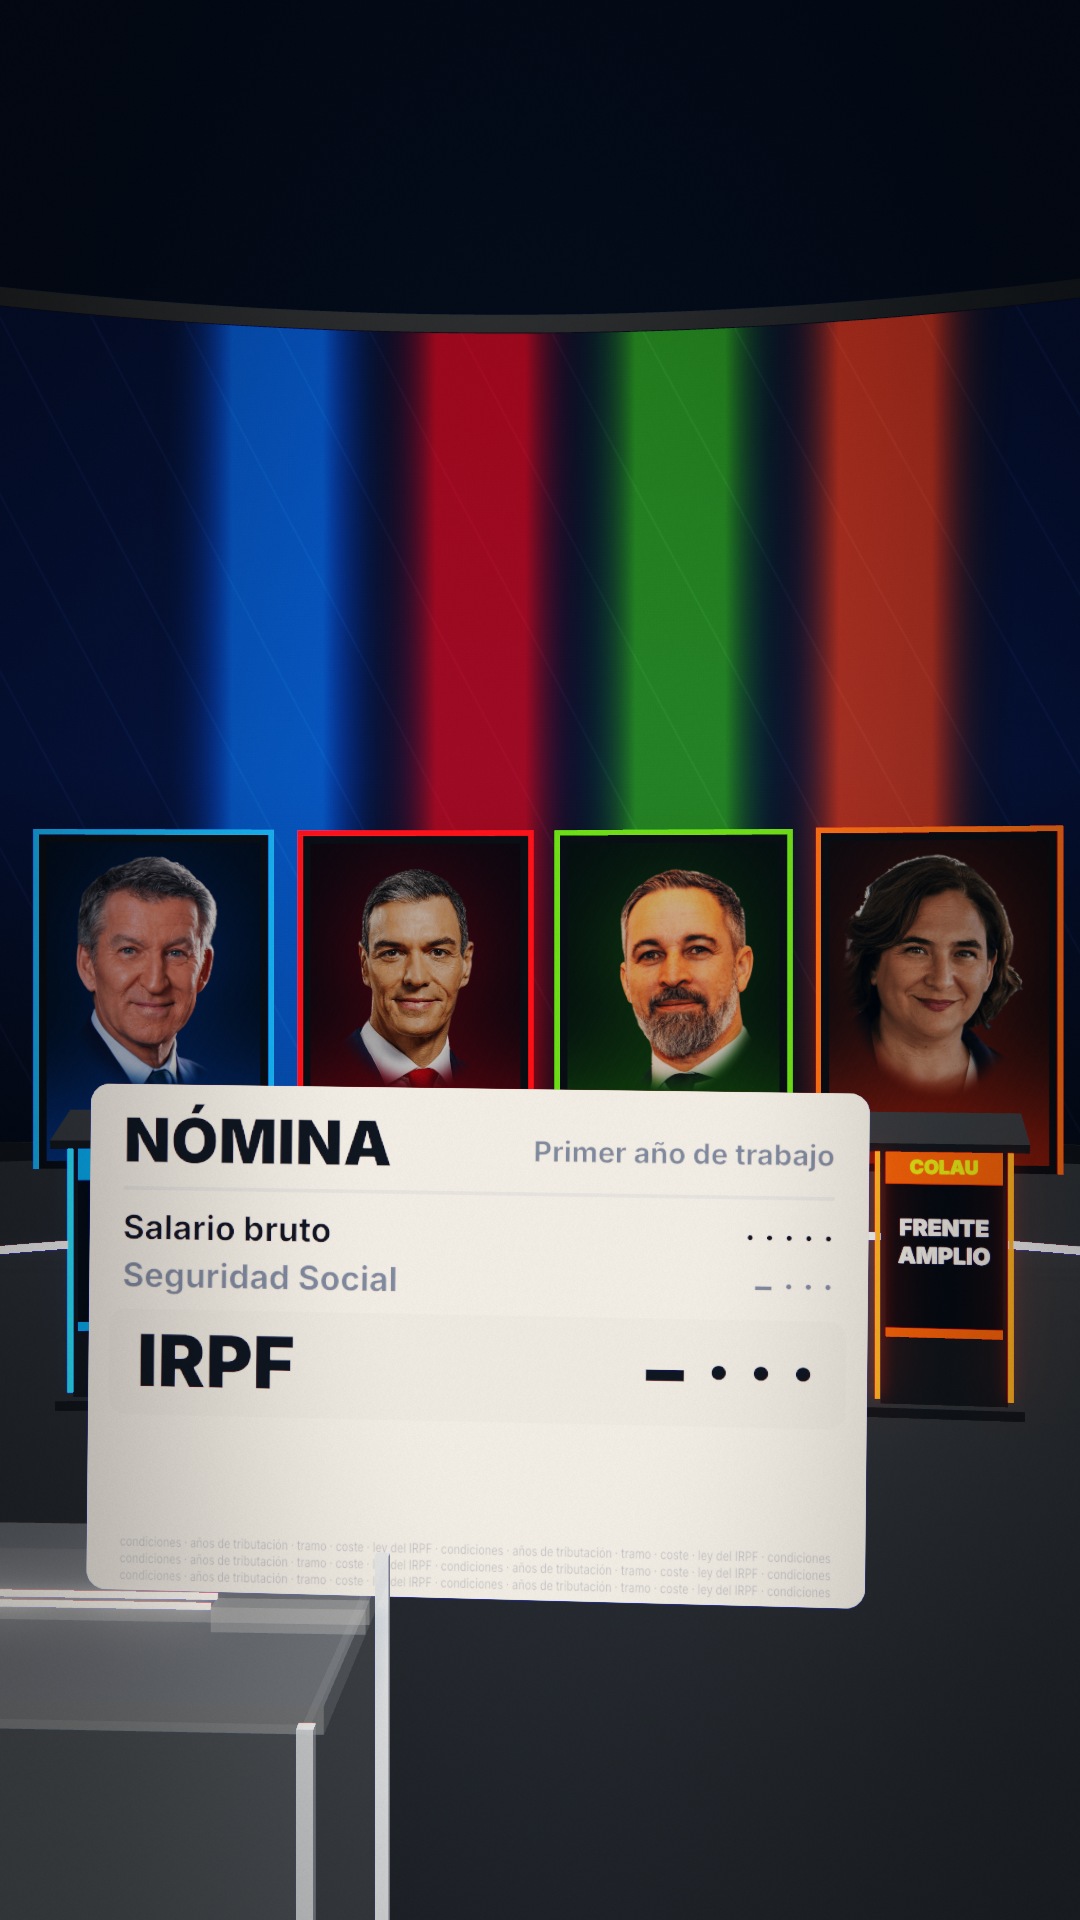 NÓMINA
Primer año de trabajo
Salario bruto
· · · · ·
Seguridad Social
– · · ·
IRPF
– • • •
condiciones · años de tributación · tramo · coste · ley del IRPF · condiciones · años de tributación · tramo · coste · ley del IRPF · condiciones
condiciones · años de tributación · tramo · coste · del IRPF · condiciones · años de tributación · tramo · coste · ley del IRPF · condiciones
condiciones · años de tributación · tramo · coste · del IRPF · condiciones · años de tributación · tramo · coste · ley del IRPF · condiciones
COLAU
FRENTE
AMPLIO